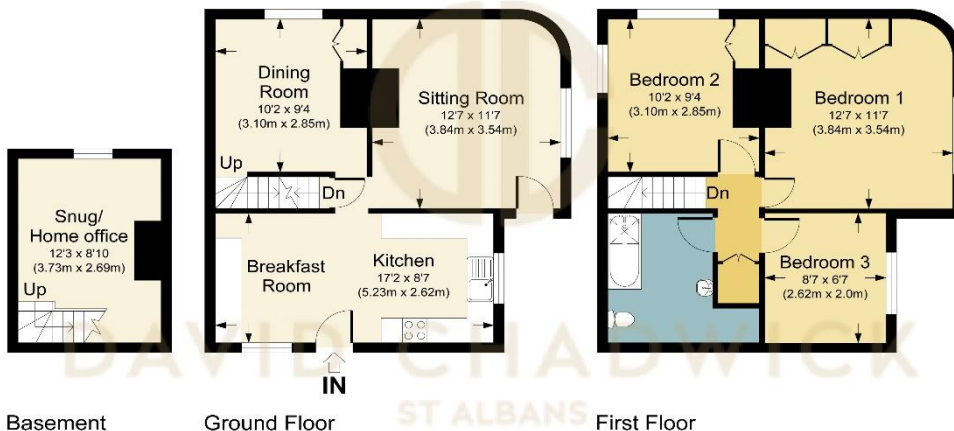 Snug/
Home office
12'3 x 8'10
(3.73m x 2.69m)
Up
Basement
Dining
Room
10'2 x 9'4
(3.10m x 2.85m)
Up
Dn
Sitting Room
12'7 x 11'7
(3.84m x 3.54m)
Breakfast
Room
Kitchen
17'2 x 8'7
(5.23m x 2.62m)
IN
Ground Floor
Bedroom 2
10'2 x 9'4
(3.10m x 2.85m)
Bedroom 1
12'7 x 11'7
(3.84m x 3.54m)
Dn
Bedroom 3
8'7 x 6'7
(2.62m x 2.0m)
First Floor
DAVID CHADWICK
ST ALBANS